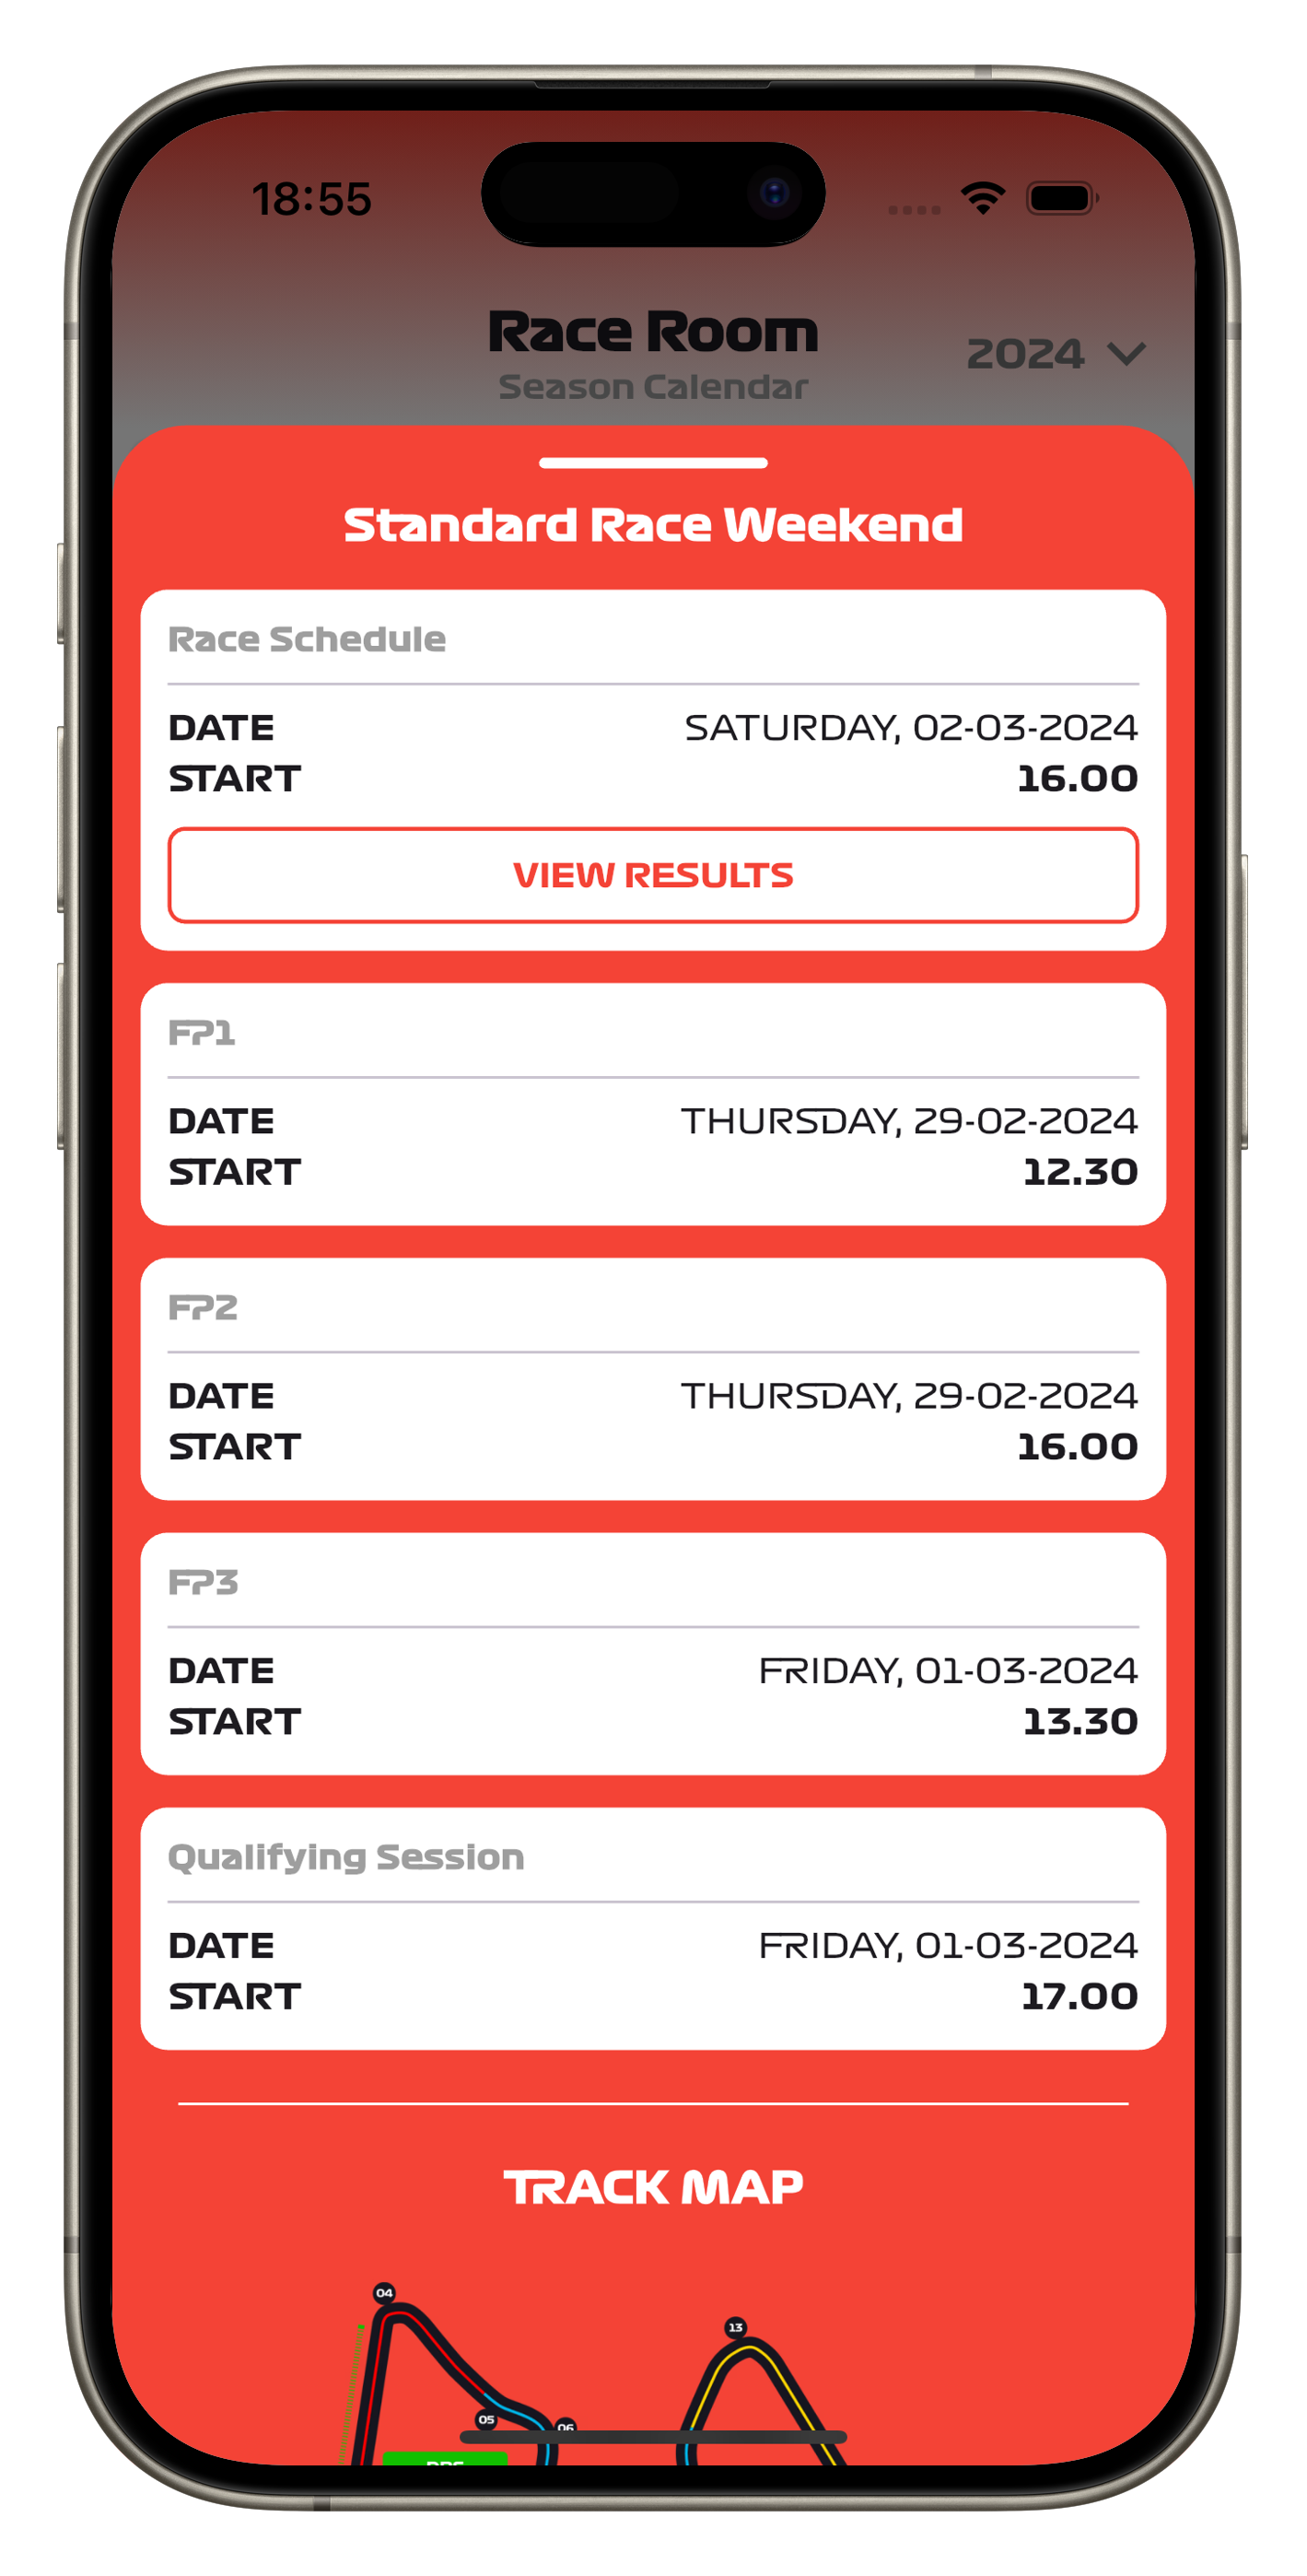 18:55
Race Room
Season Calendar
2024
Standard Race Weekend
Race Schedule
DATE SATURDAY, 02-03-2024
START 16.00
VIEW RESULTS
FP1
DATE THURSDAY, 29-02-2024
START 12.30
FP2
DATE THURSDAY, 29-02-2024
START 16.00
FP3
DATE FRIDAY, 01-03-2024
START 13.30
Qualifying Session
DATE FRIDAY, 01-03-2024
START 17.00
TRACK MAP
04
13
05
06